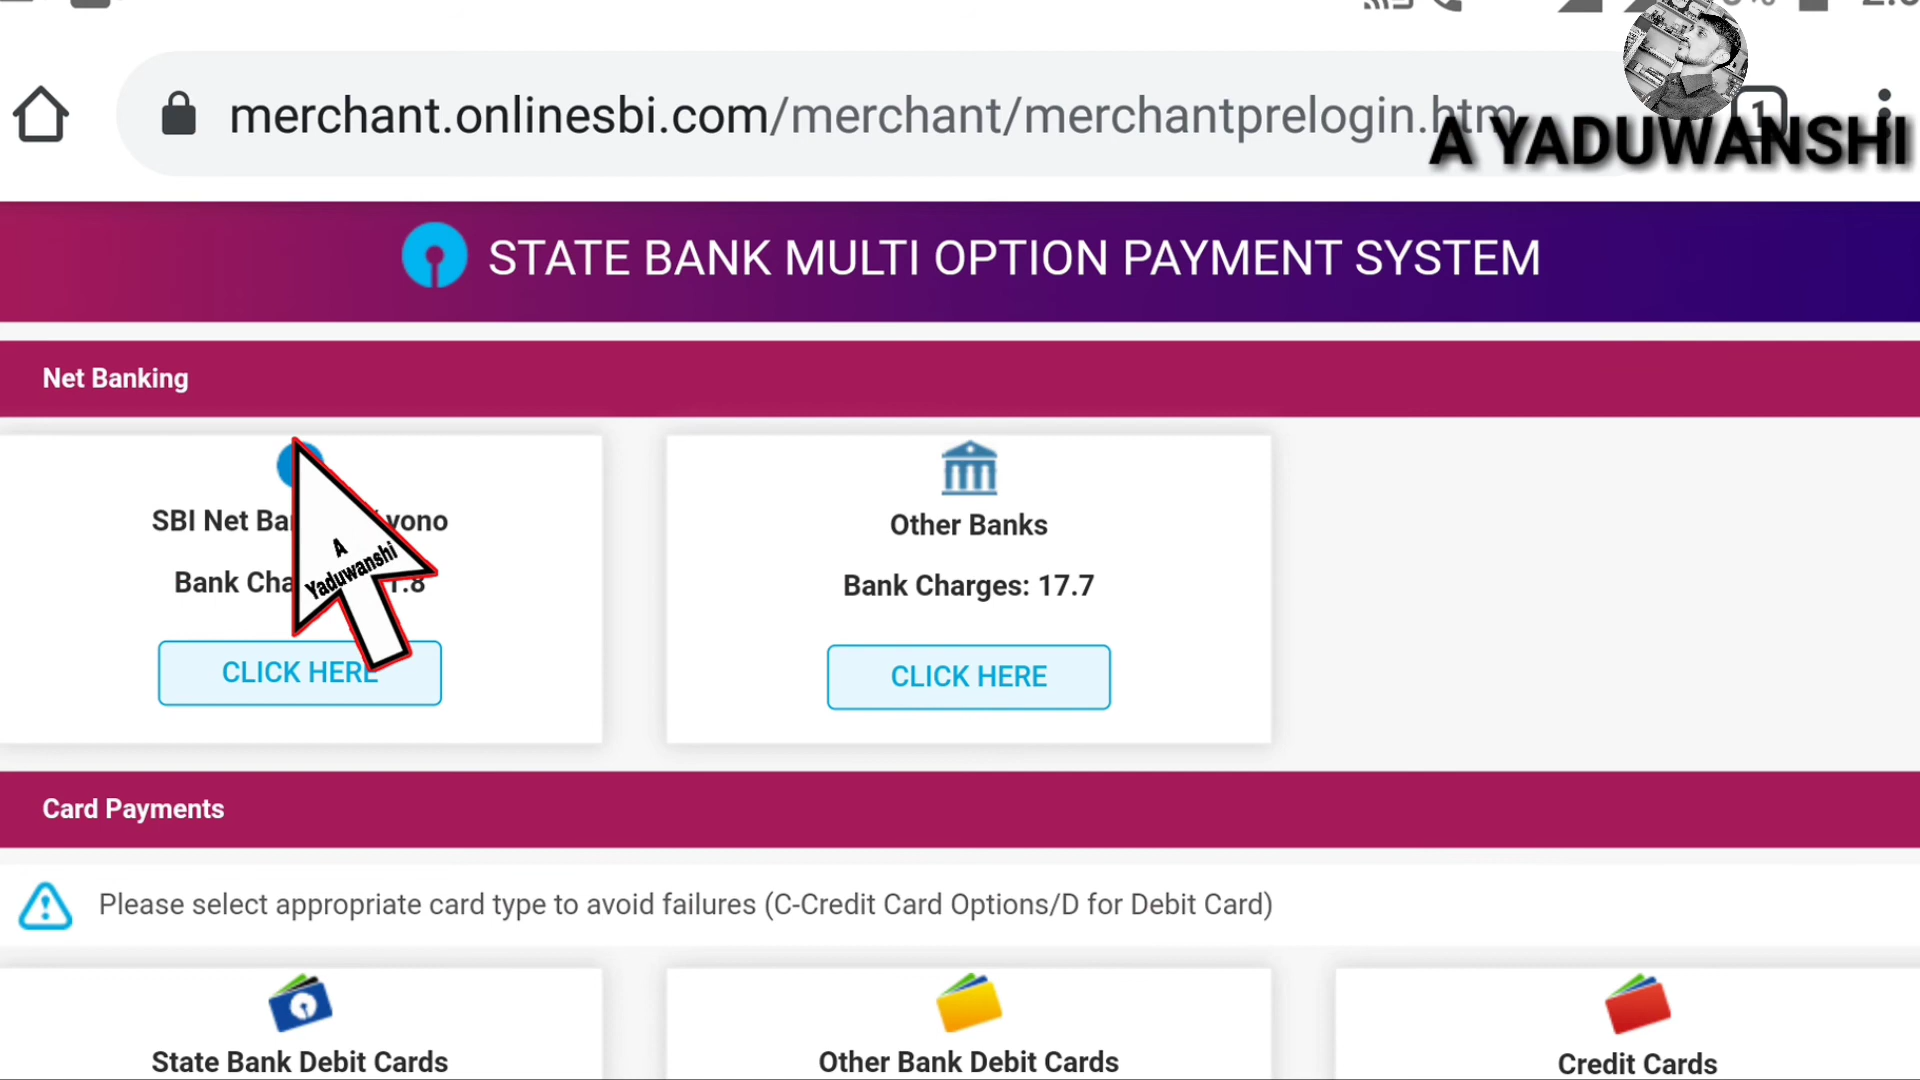 merchant.onlinesbi.com/merchant/merchantprelogin.htm
1
A YADUWANSHI
STATE BANK MULTI OPTION PAYMENT SYSTEM
Net Banking
SBI Net yono
Bank
A
Yaduwanshi
CLICK HERE
Other Banks
Bank Charges: 17.7
CLICK HERE
Card Payments
Please select appropriate card type to avoid failures (C-Credit Card Options/D for Debit Card)
State Bank Debit Cards
Other Bank Debit Cards
Credit Cards